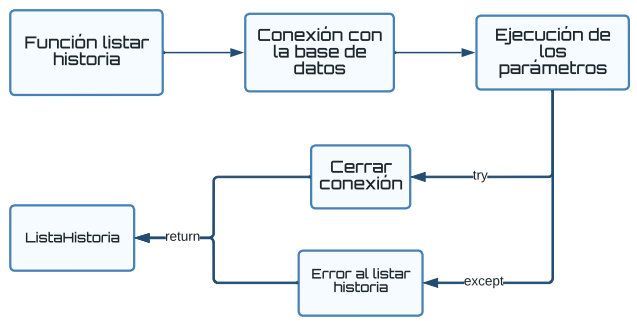 Función listar
historia
Conexión con
la base de
datos
Ejecución de
los
parámetros
Cerrar
conexión
try
ListaHistoria
return
Error al listar
historia
except